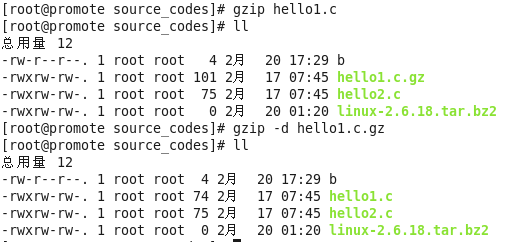 [root@promote source_codes]# gzip hello1.c
[root@promote source_codes]# ll
总用量 12
-rw-r--r--. 1 root root   4 2月  20 17:29 b
-rwxrw-rw-. 1 root root 101 2月  17 07:45 hello1.c.gz
-rwxrw-rw-. 1 root root  75 2月  17 07:45 hello2.c
-rwxrw-rw-. 1 root root   0 2月  20 01:20 linux-2.6.18.tar.bz2
[root@promote source_codes]# gzip -d hello1.c.gz
[root@promote source_codes]# ll
总用量 12
-rw-r--r--. 1 root root  4 2月  20 17:29 b
-rwxrw-rw-. 1 root root 74 2月  17 07:45 hello1.c
-rwxrw-rw-. 1 root root 75 2月  17 07:45 hello2.c
-rwxrw-rw-. 1 root root  0 2月  20 01:20 linux-2.6.18.tar.bz2